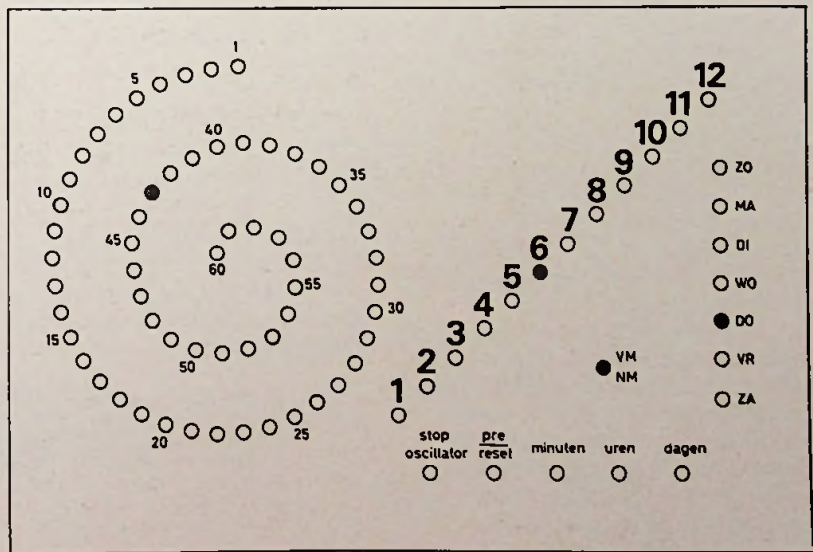 1
5
10
15
20
25
30
35
40
45
50
55
60
1
2
3
4
5
6
7
8
9
10
11
12
ZO
MA
DI
WO
DO
VR
ZA
VM
NM
stop
oscillator
pre
reset
minuten
uren
dagen